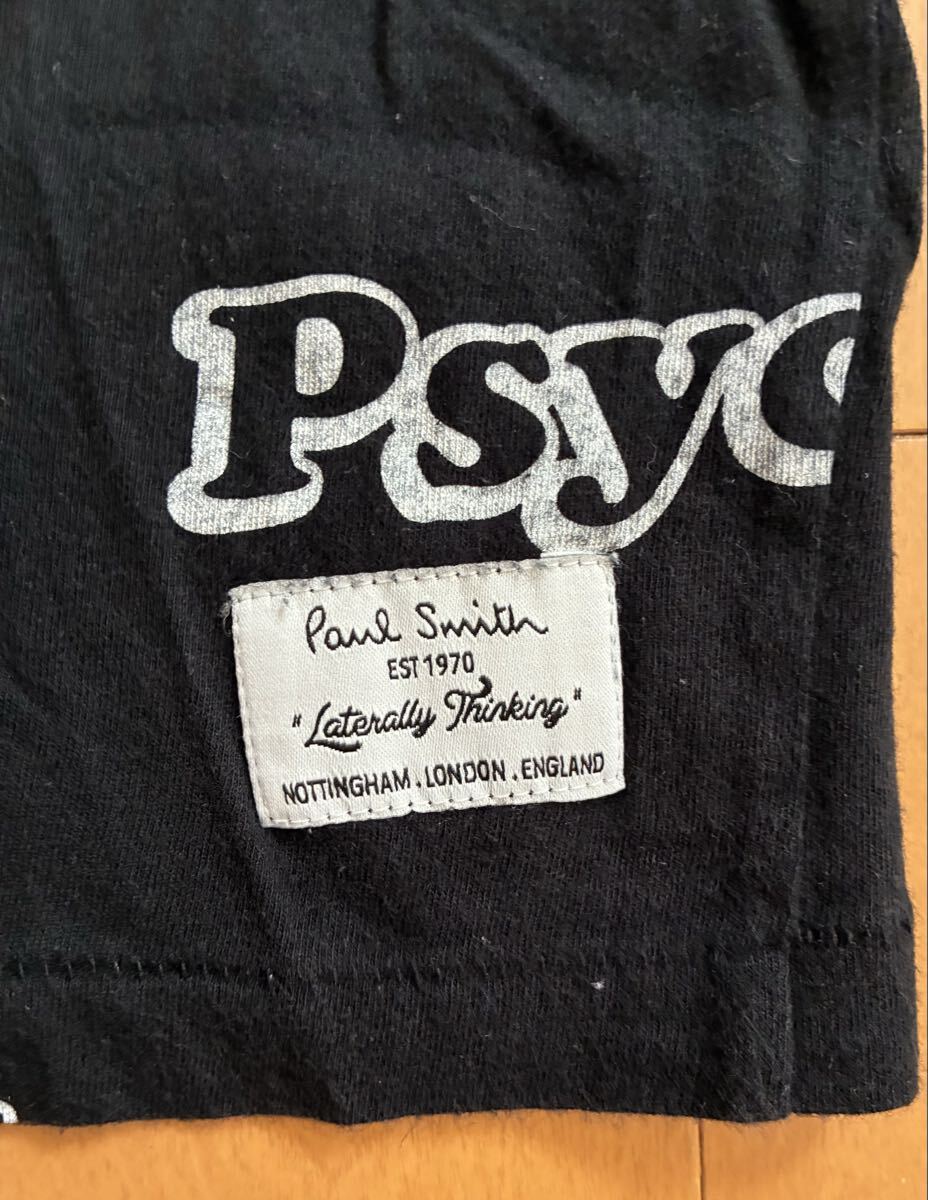 Psyc
Paul Smith
EST 1970
"Laterally Thinking"
NOTTINGHAM . LONDON . ENGLAND